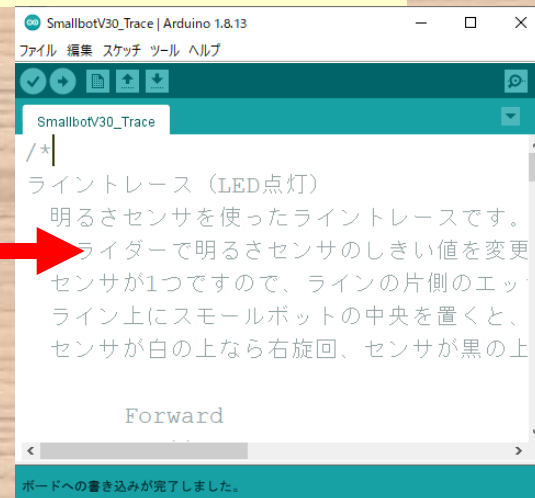 SmallbotV30_Trace | Arduino 1.8.13
ファイル 編集 スケッチ ツール ヘルプ
SmallbotV30_Trace
/*
ライントレース（LED点灯）
明るさセンサを使ったライントレースです。
ライダーで明るさセンサのしきい値を変更
センサが1つですので、ラインの片側のエッ
ライン上にスモールボットの中央を置くと、
センサが白の上なら右旋回、センサが黒の上
Forward
ボードへの書き込みが完了しました。